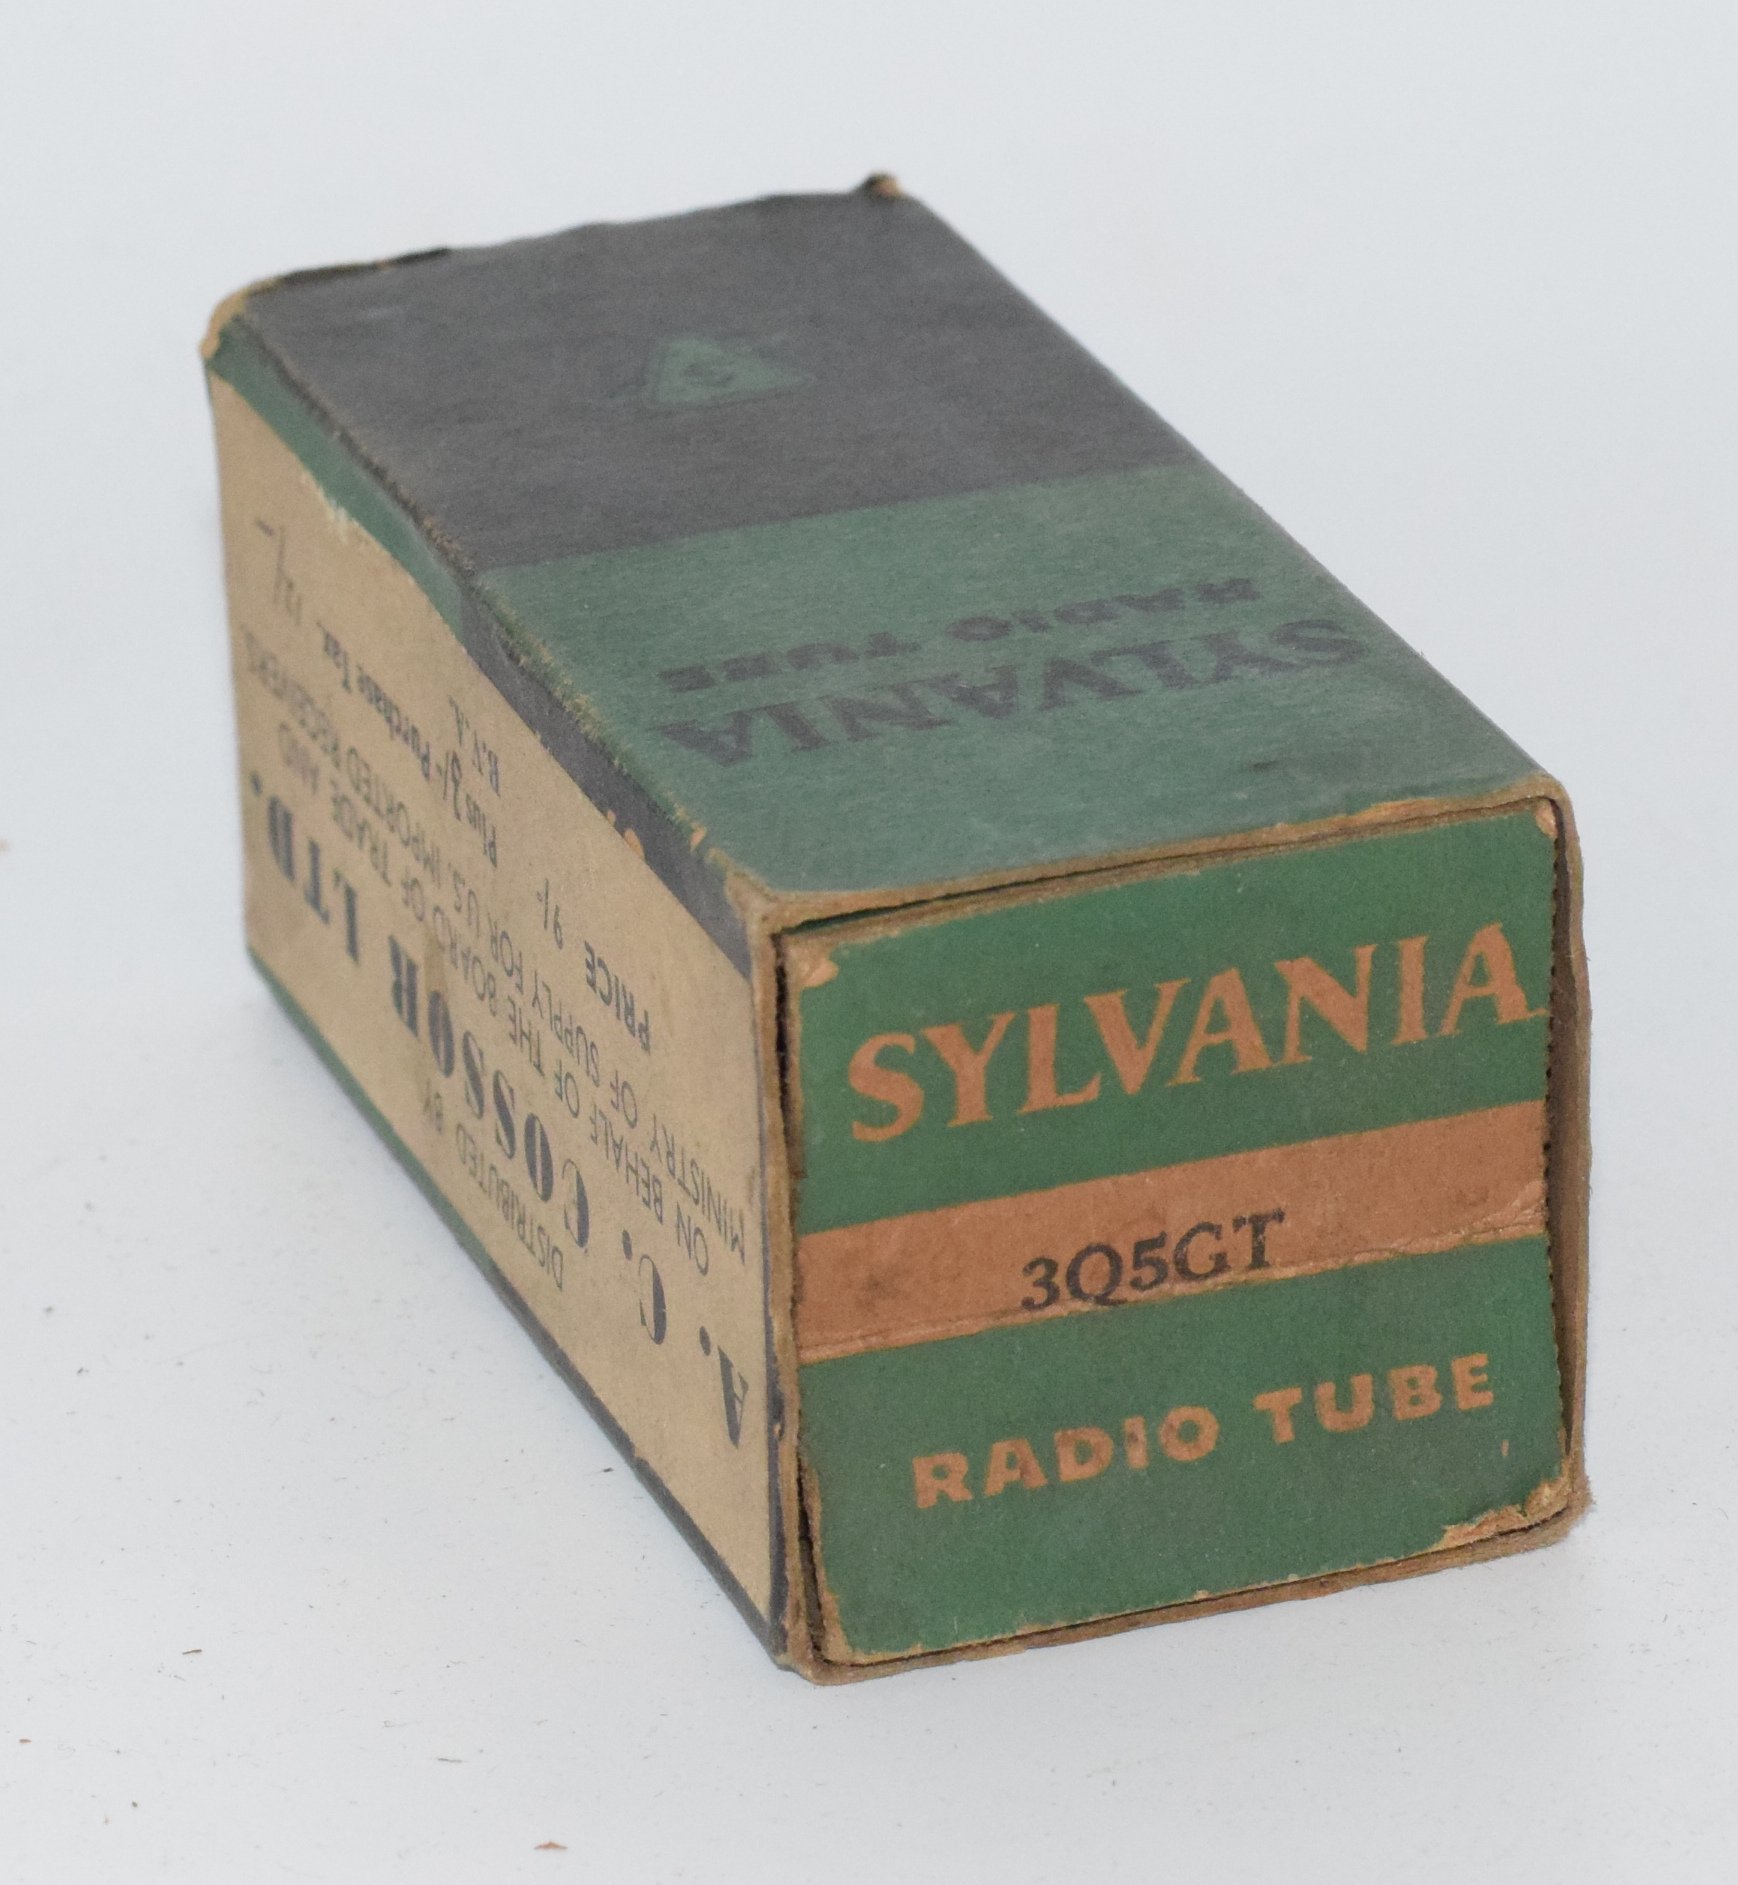 SYLVANIA
3Q5GT
RADIO TUBE
SYLVANIA
RADIO TUBE
S
DISTRIBUTED BY
A. C. COSSOR LTD.
ON BEHALF OF THE BOARD OF TRADE AND
MINISTRY OF SUPPLY FOR U.S. IMPORTED RECEIVERS
PRICE 9/- Plus 3/- Purchase Tax. 12/-
B.V.A.